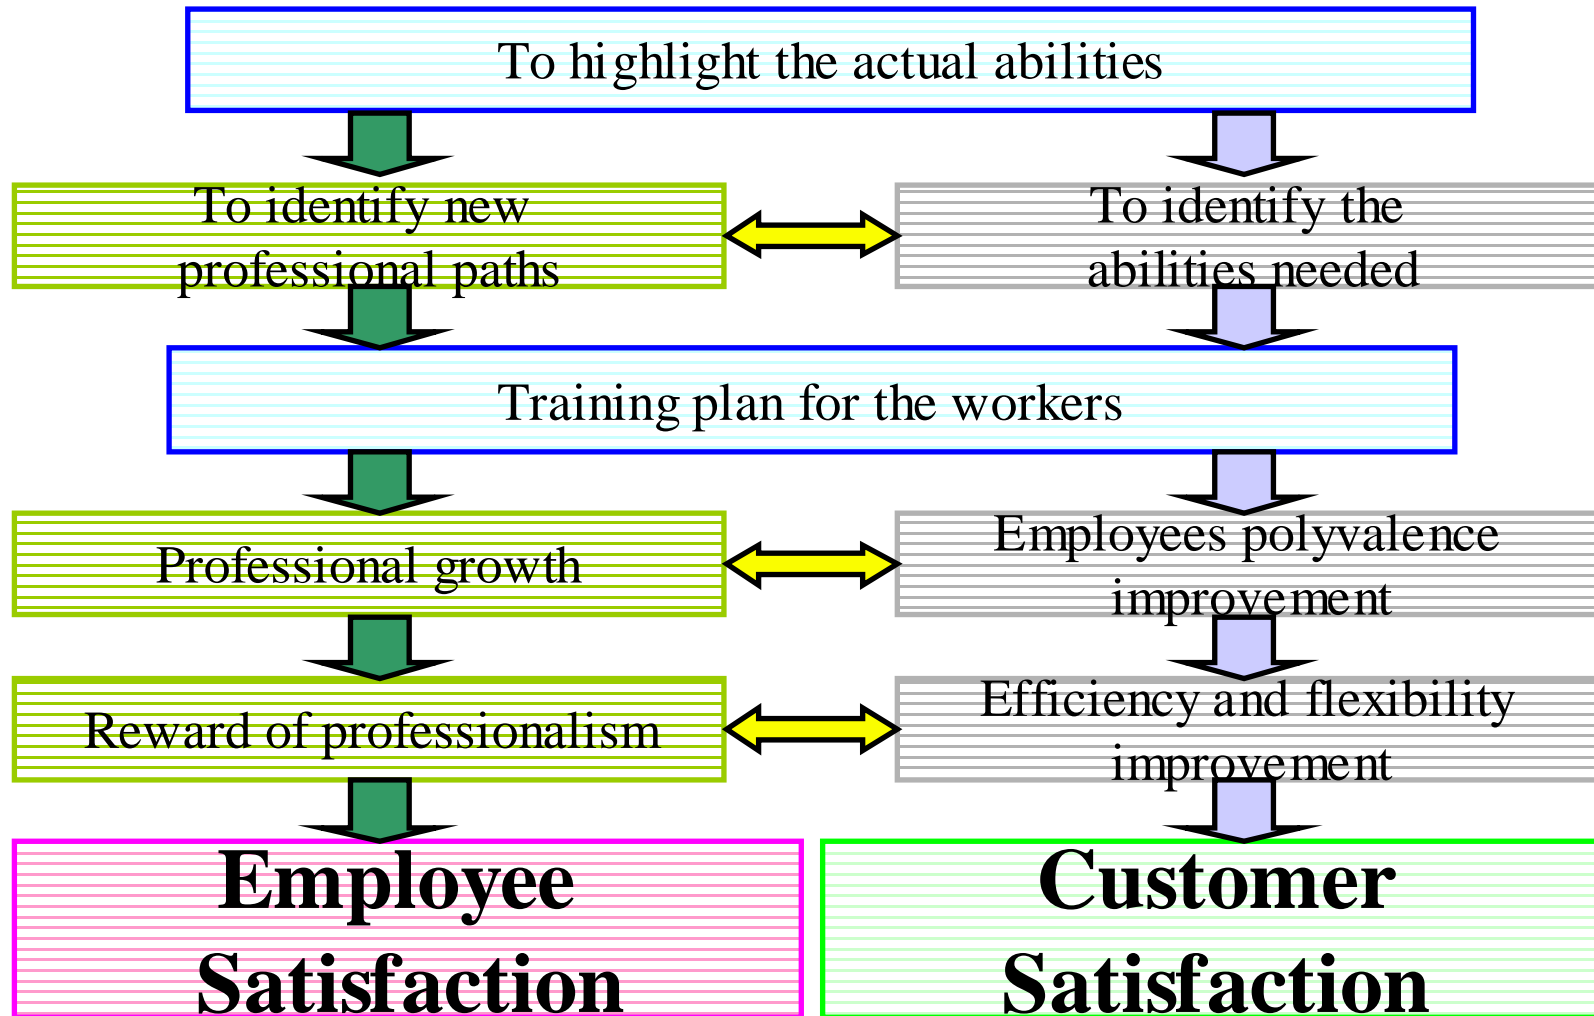 To highlight the actual abilities
To identify new
professional paths
To identify the
abilities needed
Training plan for the workers
Professional growth
Employees polyvalence
improvement
Reward of professionalism
Efficiency and flexibility
improvement
Employee
Satisfaction
Customer
Satisfaction